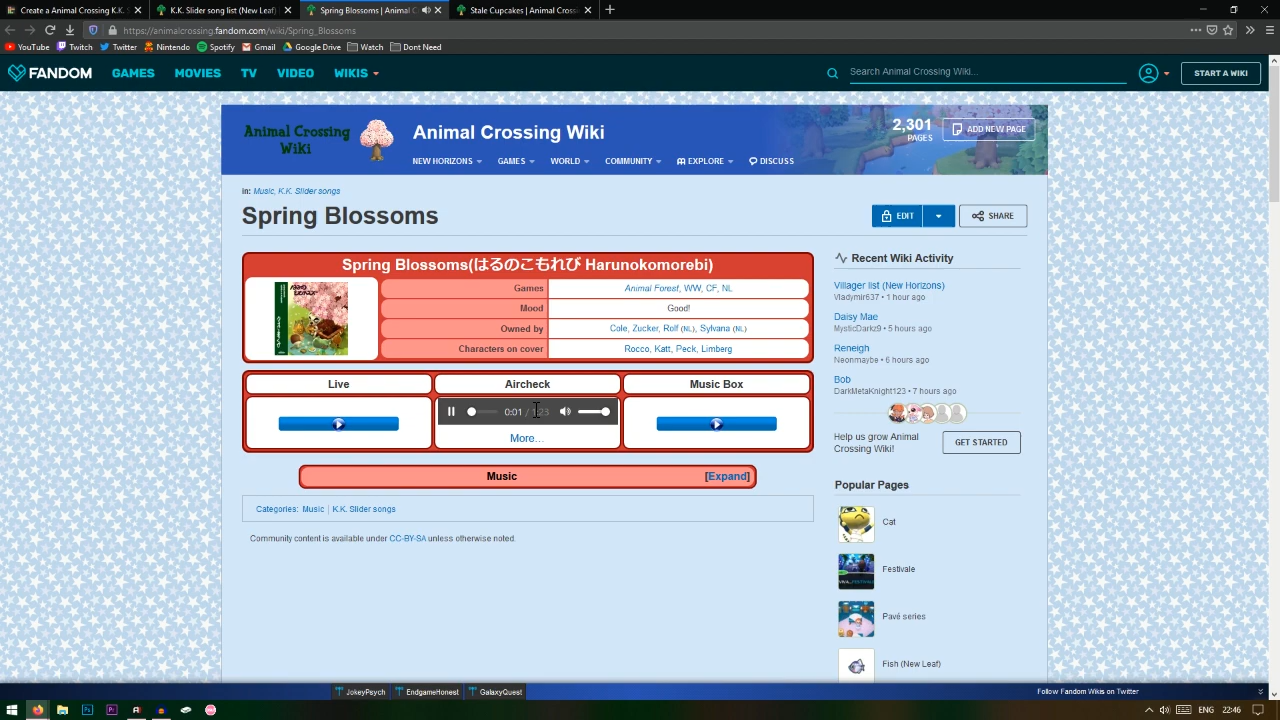 Create a Animal Crossing K.K. S
K.K. Slider song list (New Leaf)
Spring Blossoms | Animal C
Stale Cupcakes | Animal Cross
https://animalcrossing.fandom.com/wiki/Spring_Blossoms
YouTube Twitch Twitter Nintendo Spotify Gmail Google Drive Watch Dont Need
FANDOM GAMES MOVIES TV VIDEO WIKIS
Search Animal Crossing Wiki...
START A WIKI
Animal Crossing
Wiki
Animal Crossing Wiki
2,301
PAGES
ADD NEW PAGE
NEW HORIZONS GAMES WORLD COMMUNITY EXPLORE DISCUSS
in: Music, K.K. Slider songs
Spring Blossoms
EDIT
SHARE
Spring Blossoms(はるのこもれび Harunokomorebi)
Games Animal Forest, WW, CF, NL
Mood Good!
Owned by Cole, Zucker, Rolf (NL), Sylvana (NL)
Characters on cover Rocco, Katt, Peck, Limberg
Live Aircheck Music Box
0:01
More...
Music [Expand]
Categories: Music K.K. Slider songs
Community content is available under CC-BY-SA unless otherwise noted.
Recent Wiki Activity
Villager list (New Horizons)
Vladymir637 • 1 hour ago
Daisy Mae
MysticDarkz9 • 5 hours ago
Reneigh
Neonmaybe • 6 hours ago
Bob
DarkMetaKnight123 • 7 hours ago
Help us grow Animal
Crossing Wiki!
GET STARTED
Popular Pages
Cat
Festivale
Pavé series
Fish (New Leaf)
JokeyPsych EndgameHonest GalaxyQuest
Follow Fandom Wikis on Twitter
ENG 22:46